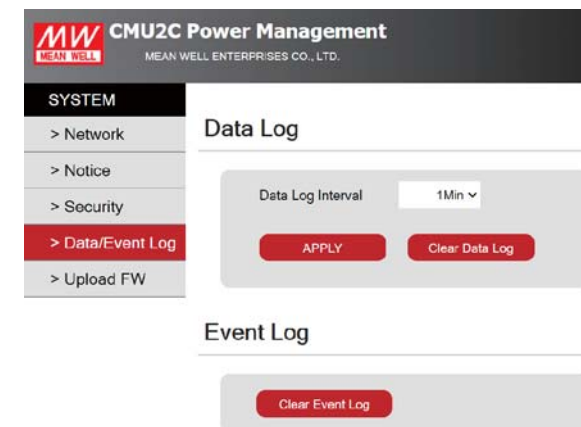 MW
MEAN WELL
CMU2C Power Management
MEAN WELL ENTERPRISES CO., LTD.
SYSTEM
> Network
> Notice
> Security
> Data/Event Log
> Upload FW
Data Log
Data Log Interval 1Min
APPLY Clear Data Log
Event Log
Clear Event Log